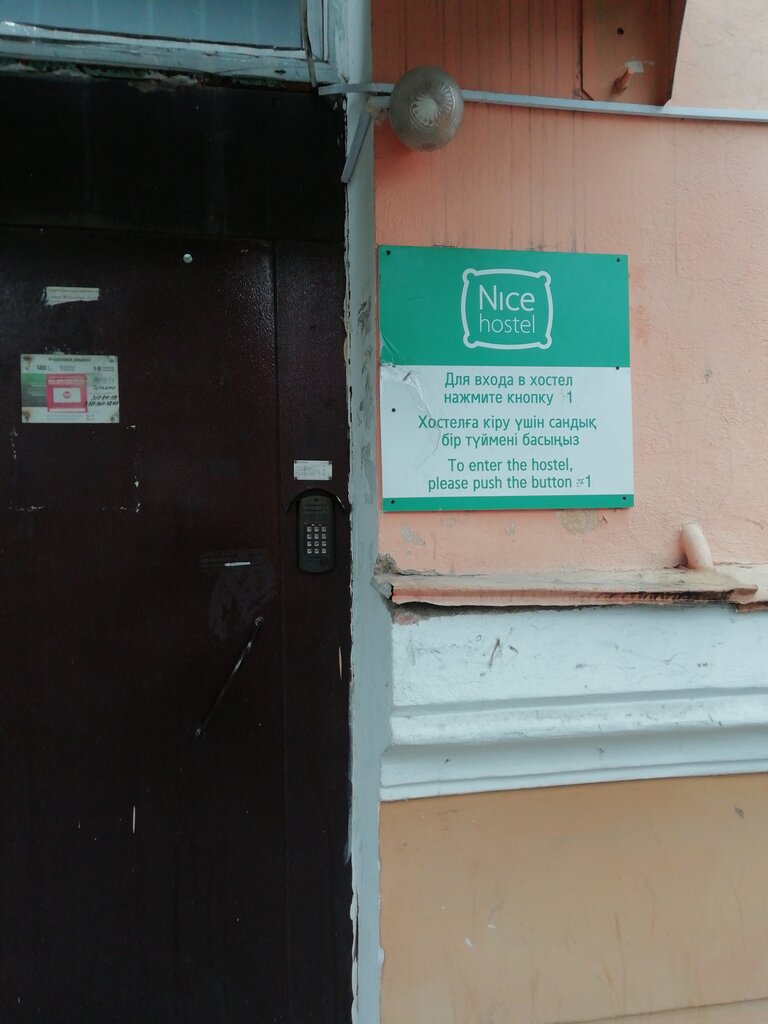 Nice
hostel
Для входа в хостел
нажмите кнопку 1
Хостелға кіру үшін сандық
бір түймені басыңыз
To enter the hostel,
please push the button 1
149